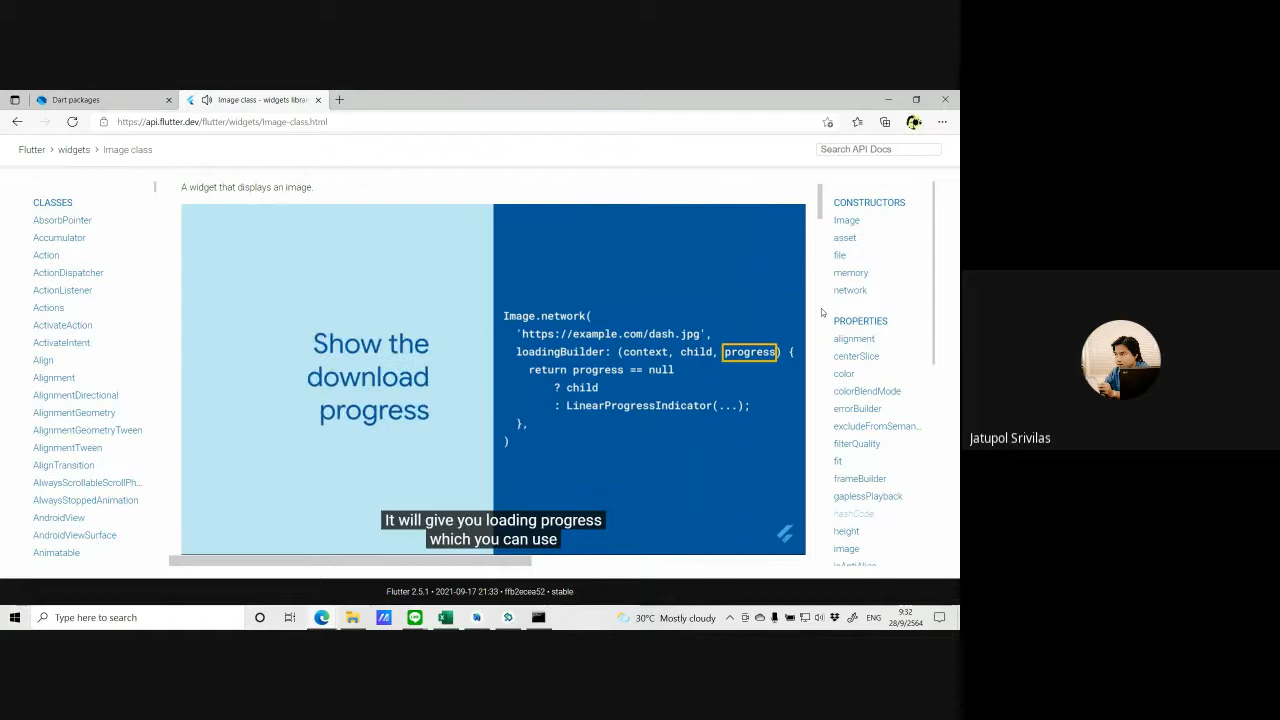 Dart packages
Image class - widgets libra
https://api.flutter.dev/flutter/widgets/Image-class.html
Flutter > widgets > Image class
Search API Docs
A widget that displays an image.
CLASSES
AbsorbPointer
Accumulator
Action
ActionDispatcher
ActionListener
Actions
ActivateAction
ActivateIntent
Align
Alignment
AlignmentDirectional
AlignmentGeometry
AlignmentGeometryTween
AlignmentTween
AlignTransition
AlwaysScrollableScrollPh...
AlwaysStoppedAnimation
AndroidView
AndroidViewSurface
Animatable
Show the
download
progress
Image.network(
'https://example.com/dash.jpg',
loadingBuilder: (context, child, progress) {
return progress == null
? child
: LinearProgressIndicator(...);
},
)
It will give you loading progress
which you can use
CONSTRUCTORS
Image
asset
file
memory
network
PROPERTIES
alignment
centerSlice
color
colorBlendMode
errorBuilder
excludeFromSeman...
filterQuality
fit
frameBuilder
gaplessPlayback
hashCode
height
image
isAntiAlias
Jatupol Srivilas
Flutter 2.5.1 • 2021-09-17 21:33 • ffb2ecea52 • stable
Type here to search
30°C Mostly cloudy
ENG
9:32
28/9/2564